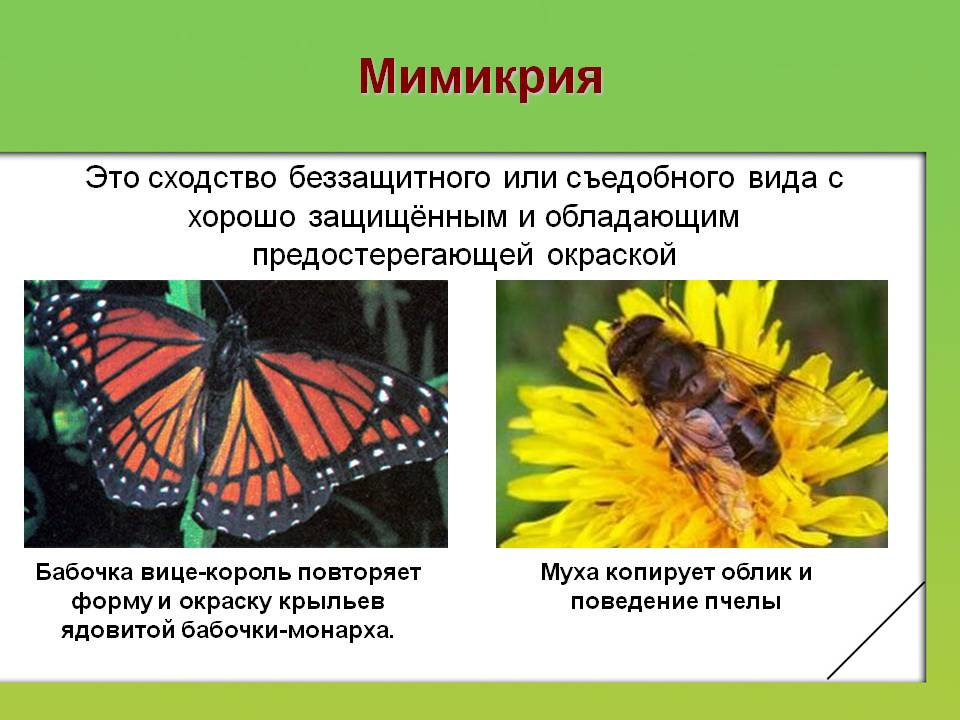 Мимикрия
Это сходство беззащитного или съедобного вида с
хорошо защищённым и обладающим
предостерегающей окраской
Бабочка вице-король повторяет
форму и окраску крыльев
ядовитой бабочки-монарха.
Муха копирует облик и
поведение пчелы